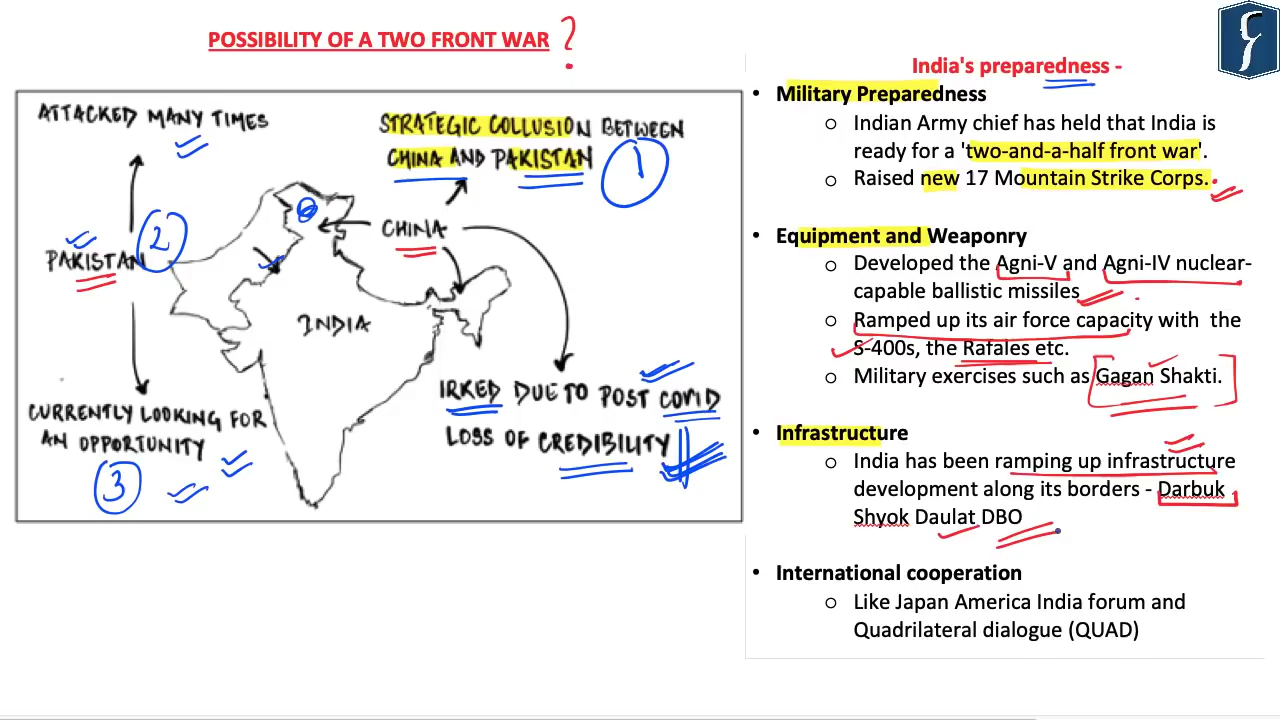 POSSIBILITY OF A TWO FRONT WAR ?
ATTACKED MANY TIMES
STRATEGIC COLLUSION BETWEEN
CHINA AND PAKISTAN
1
2
CHINA
PAKISTAN
INDIA
IRKED DUE TO POST COVID
LOSS OF CREDIBILITY
CURRENTLY LOOKING FOR
AN OPPORTUNITY
3
India's preparedness -
• Military Preparedness
o Indian Army chief has held that India is
ready for a 'two-and-a-half front war'.
o Raised new 17 Mountain Strike Corps.
• Equipment and Weaponry
o Developed the Agni-V and Agni-IV nuclear-
capable ballistic missiles
o Ramped up its air force capacity with the
S-400s, the Rafales etc.
o Military exercises such as Gagan Shakti.
• Infrastructure
o India has been ramping up infrastructure
development along its borders - Darbuk
Shyok Daulat DBO
• International cooperation
o Like Japan America India forum and
Quadrilateral dialogue (QUAD)